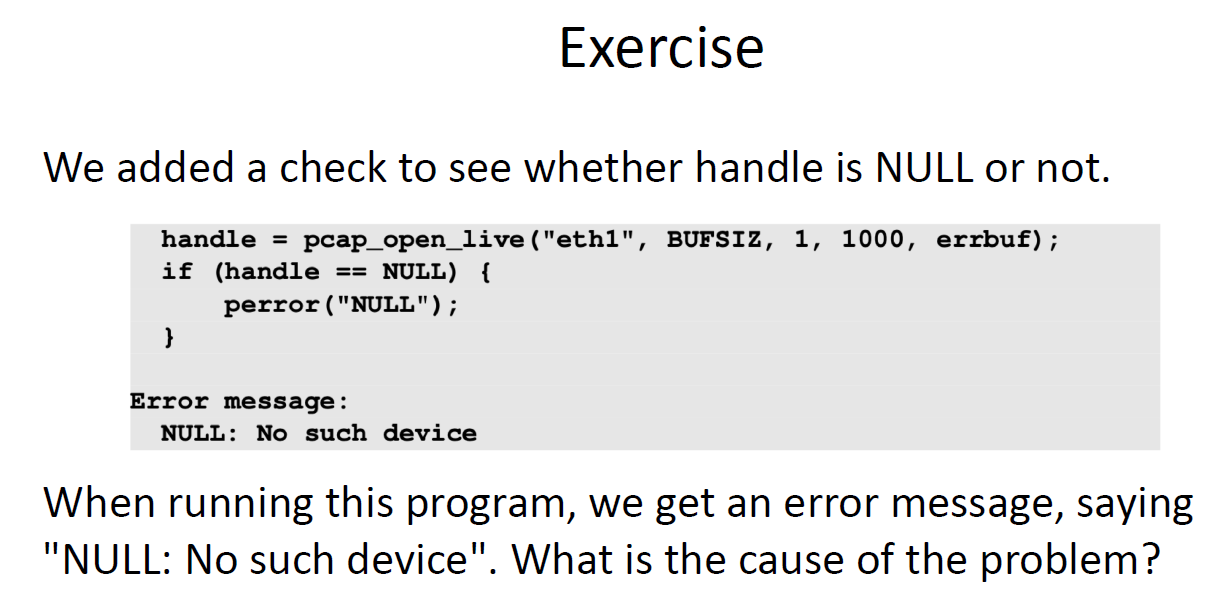 Exercise
We added a check to see whether handle is NULL or not.
handle = pcap_open_live("eth1", BUFSIZ, 1, 1000, errbuf);
if (handle == NULL) {
perror("NULL");
}
Error message:
NULL: No such device
When running this program, we get an error message, saying
"NULL: No such device". What is the cause of the problem?